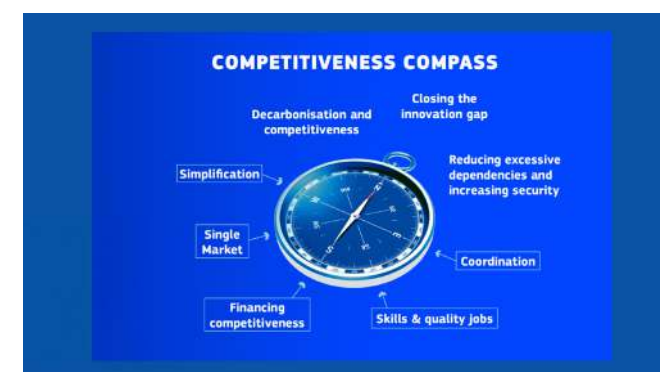 COMPETITIVENESS COMPASS
Closing the
innovation gap
Decarbonisation and
competitiveness
Reducing excessive
dependencies and
increasing security
Simplification
Single
Market
Coordination
Financing
competitiveness
Skills & quality jobs
N
E
S